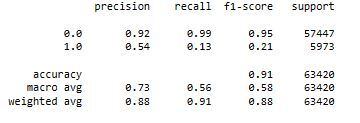 precision recall f1-score support
0.0 0.92 0.99 0.95 57447
1.0 0.54 0.13 0.21 5973
accuracy 0.91 63420
macro avg 0.73 0.56 0.58 63420
weighted avg 0.88 0.91 0.88 63420